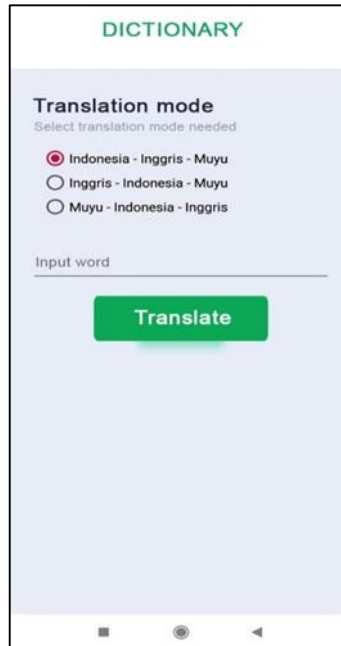 DICTIONARY
Translation mode
Select translation mode needed
Indonesia - Inggris - Muyu
Inggris - Indonesia - Muyu
Muyu - Indonesia - Inggris
Input word
Translate